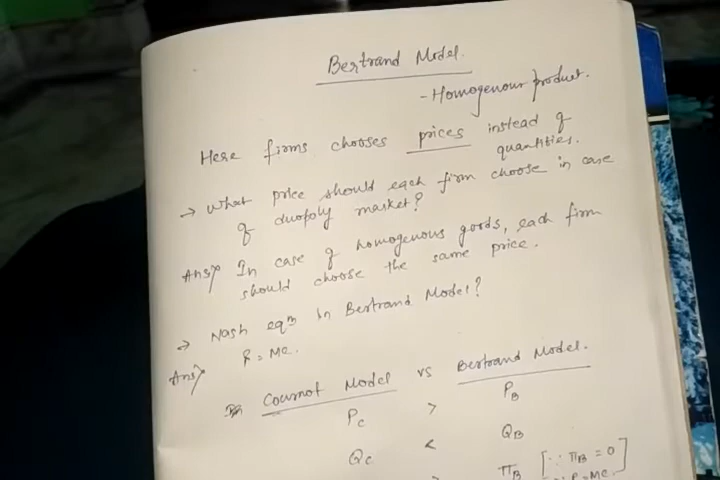 Bertrand Model.
- Homogenous product.
Here firms chooses prices instead of quantities.
→ What price should each firm choose in case
of duopoly market?
Ans> In case of homogenous goods, each firm
should choose the same price.
→ Nash eqm in Bertrand Model?
Ans> P = MC.
Cournot Model vs Bertrand Model.
Pc > PB
Qc < QB
> πB [∵ πB = 0
P = MC.]